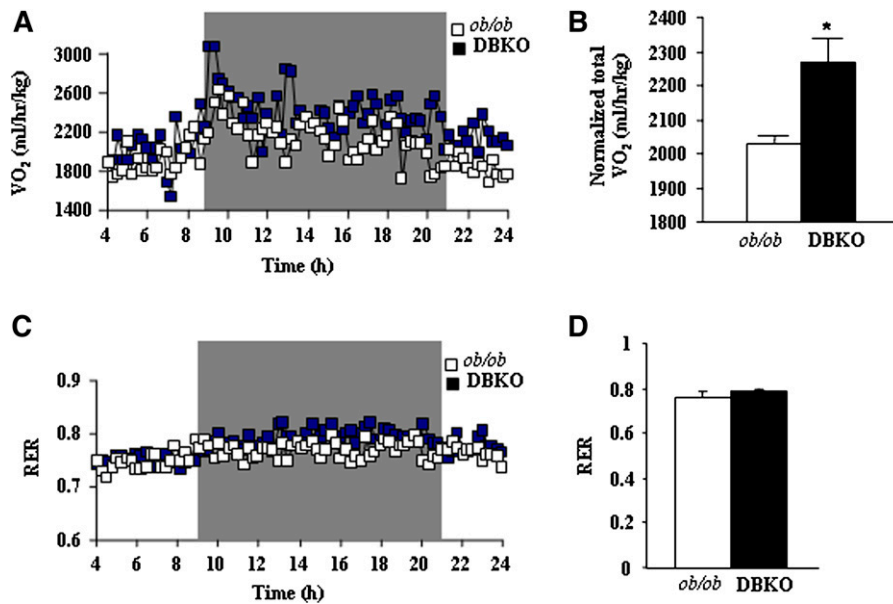 A
ob/ob
DBKO
3000
2600
2200
1800
1400
VO₂ (ml/hr/kg)
4 6 8 10 12 14 16 18 20 22 24
Time (h)
B
*
2400
2300
2200
2100
2000
1900
1800
Normalized total
VO₂ (ml/hr/kg)
ob/ob DBKO
C
ob/ob
DBKO
0.9
0.8
0.7
0.6
RER
4 6 8 10 12 14 16 18 20 22 24
Time (h)
D
1
0.8
0.6
0.4
0.2
0
RER
ob/ob DBKO